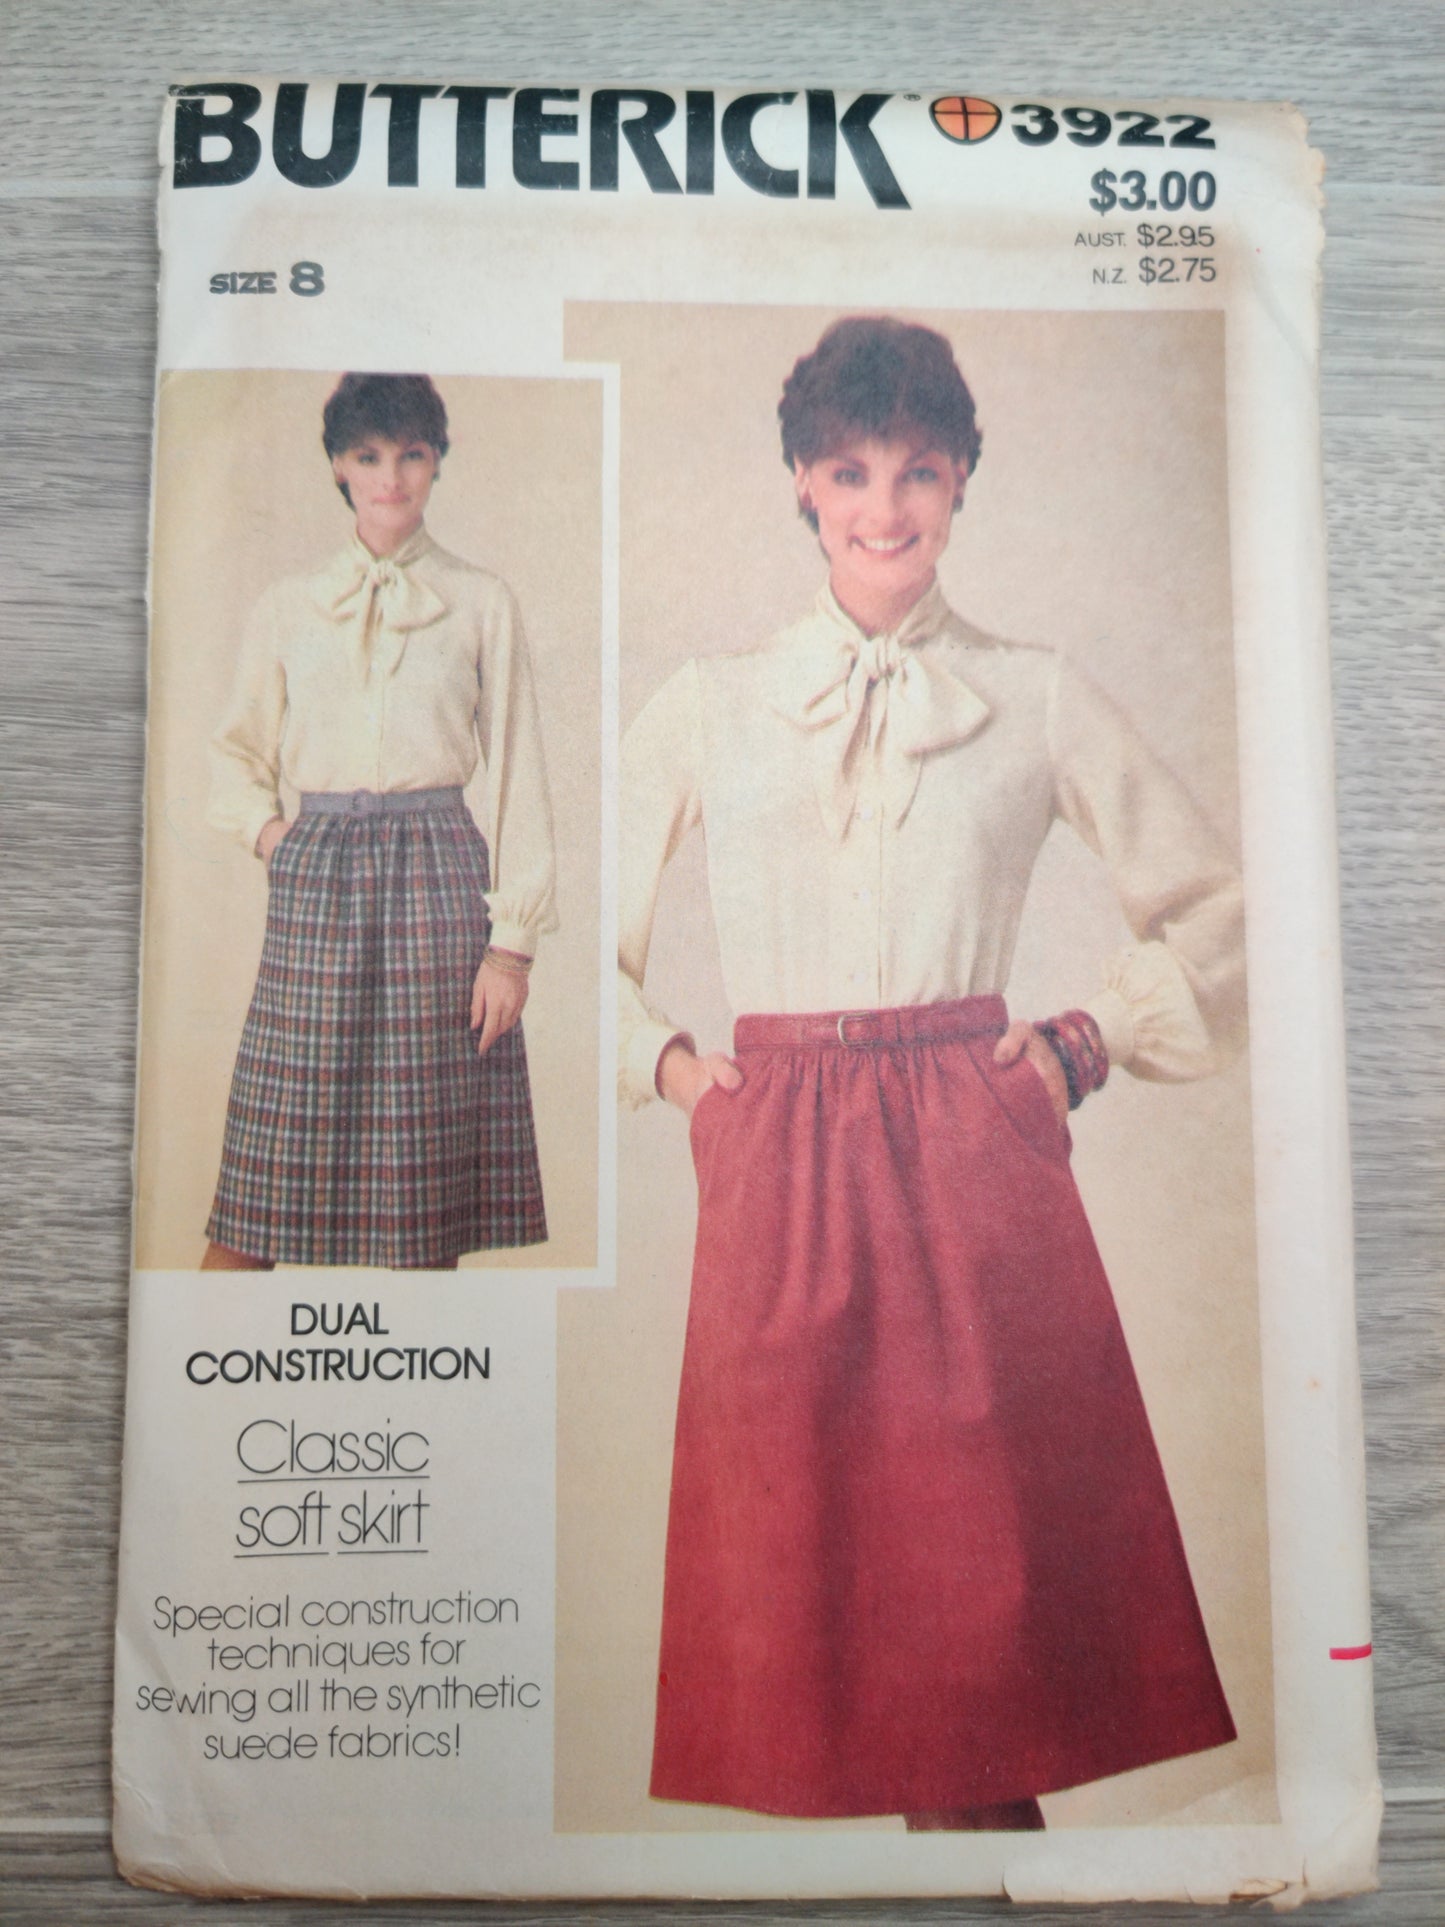 BUTTERICK® 3922
$3.00
AUST. $2.95
N.Z. $2.75
SIZE 8
DUAL
CONSTRUCTION
Classic
soft skirt
Special construction
techniques for
sewing all the synthetic
suede fabrics!